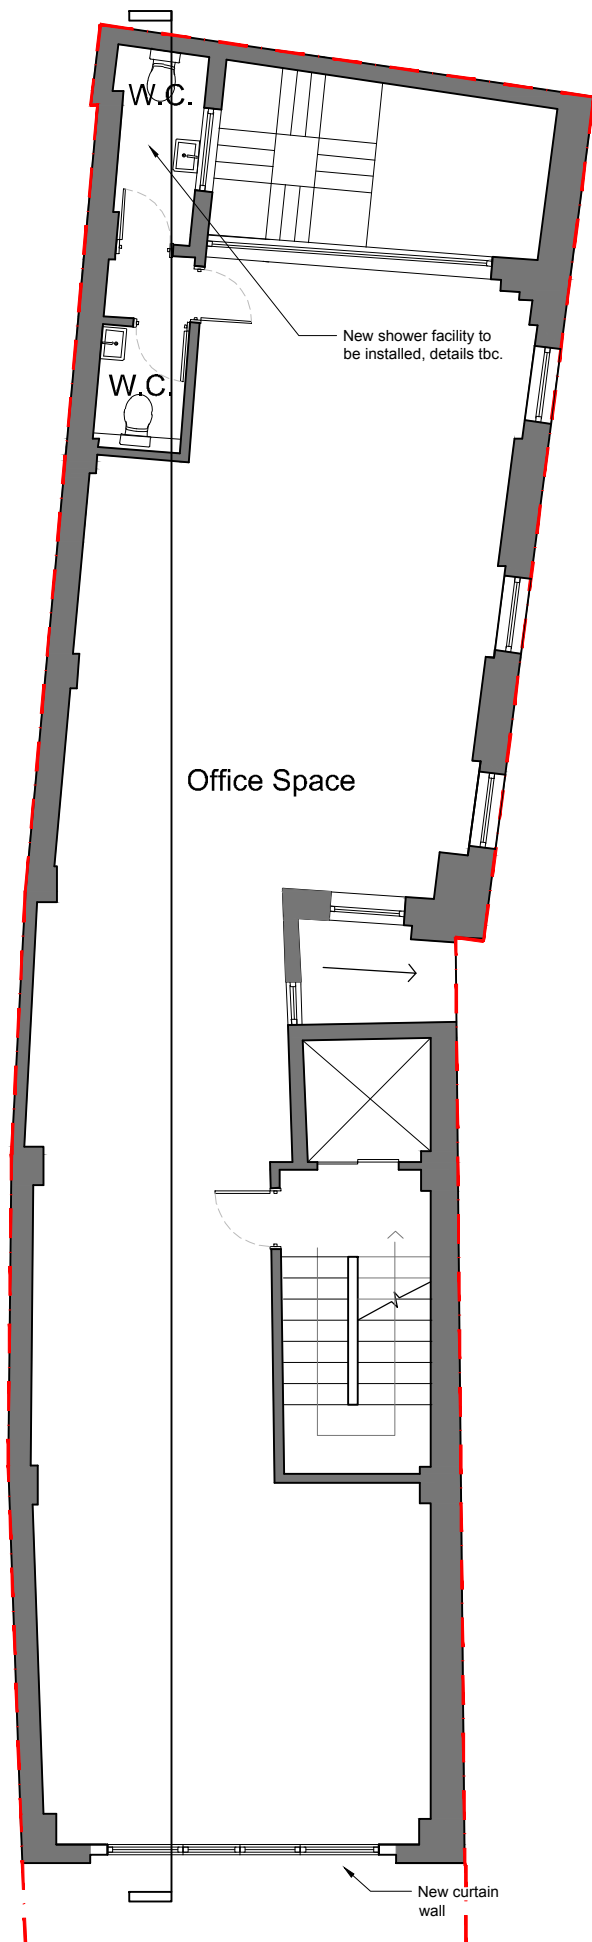 W.C.
New shower facility to
be installed, details tbc.
W.C.
Office Space
New curtain
wall